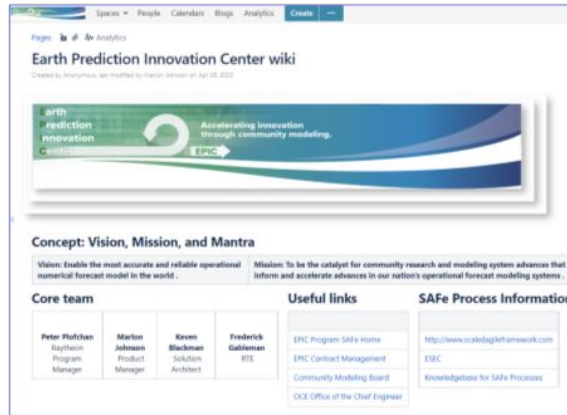 Spaces People Calendars Blogs Analytics Create ...
Pages Analytics
Earth Prediction Innovation Center wiki
Created by Anonymous, last modified by Marlon Johnson on Apr 08, 2022
Earth
Prediction
Innovation
Center
Accelerating innovation
through community modeling.
EPIC
Concept: Vision, Mission, and Mantra
Vision: Enable the most accurate and reliable operational
numerical forecast model in the world .
Mission: To be the catalyst for community research and modeling system advances that
inform and accelerate advances in our nation's operational forecast modeling systems .
Core team
Peter Plofchan
Raytheon
Program
Manager
Marlon
Johnson
Product
Manager
Keven
Blackman
Solution
Architect
Frederick
Gableman
RTE
Useful links
EPIC Program SAFe Home
EPIC Contract Management
Community Modeling Board
OCE Office of the Chief Engineer
SAFe Process Information
http://www.scaledagileframework.com
ESEC
Knowledgebase for SAFe Processes